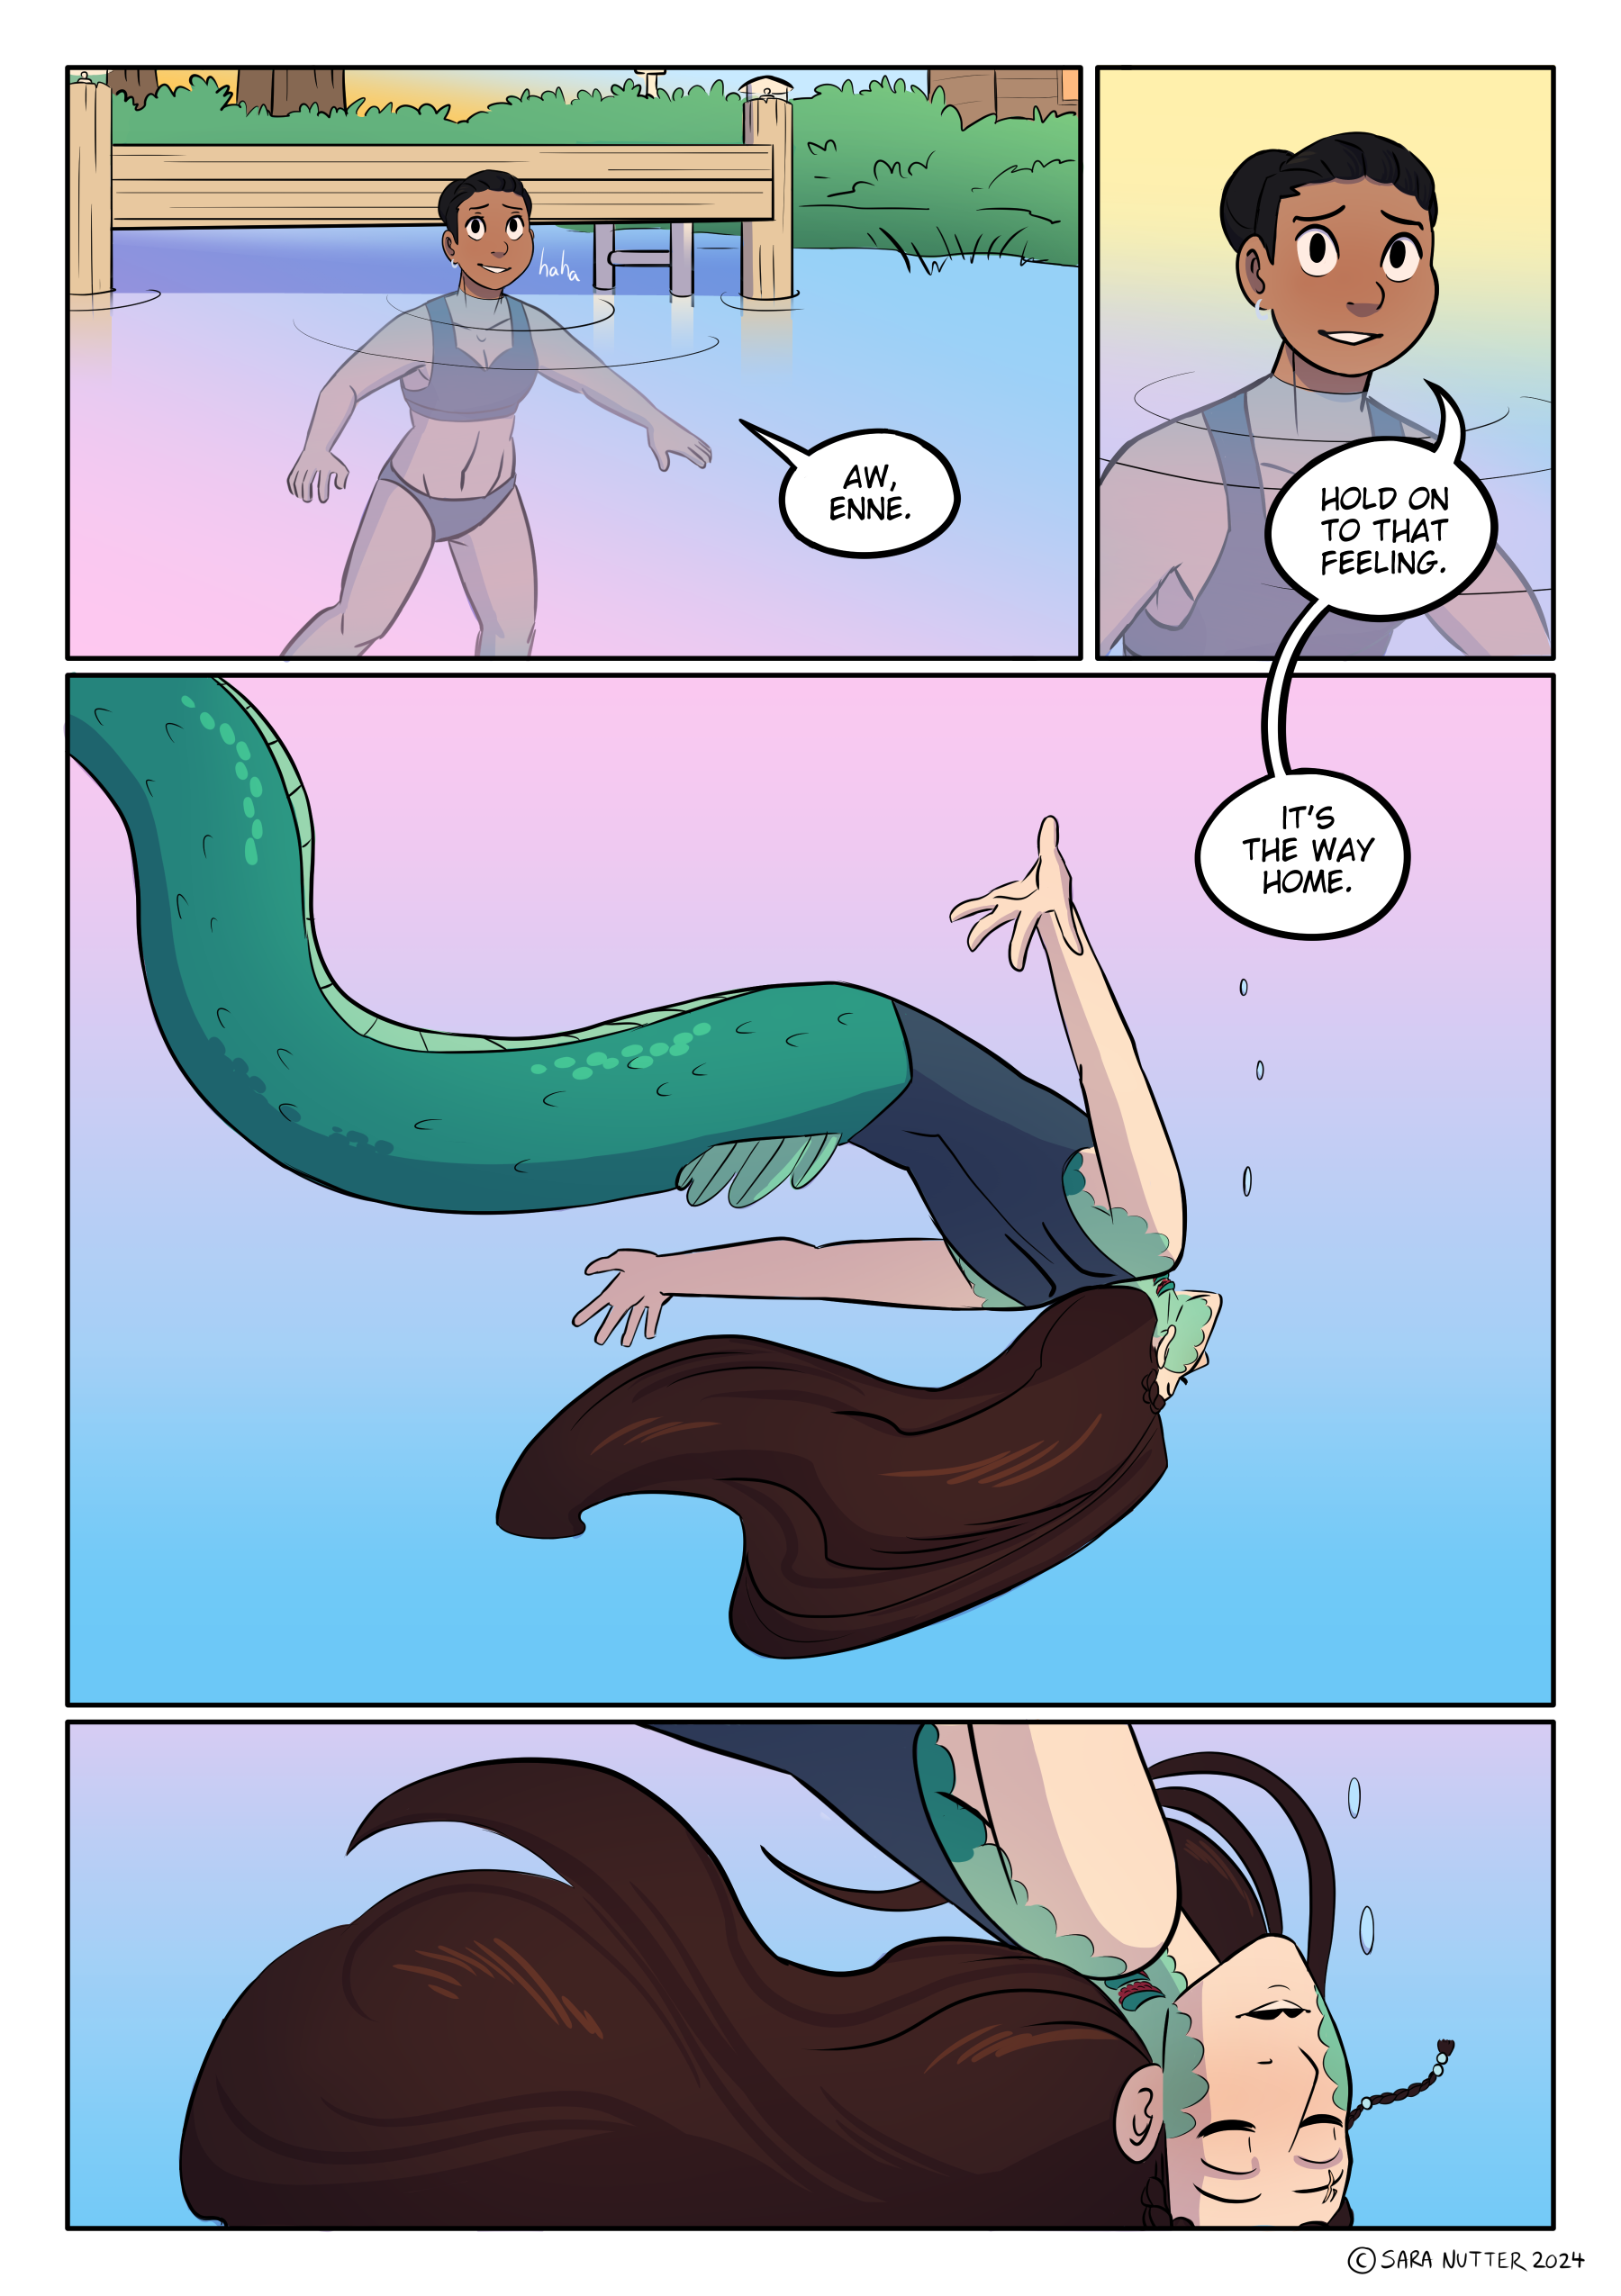 haha
AW,
ENNE.
HOLD ON
TO THAT
FEELING.
IT'S
THE WAY
HOME.
© SARA NUTTER 2024